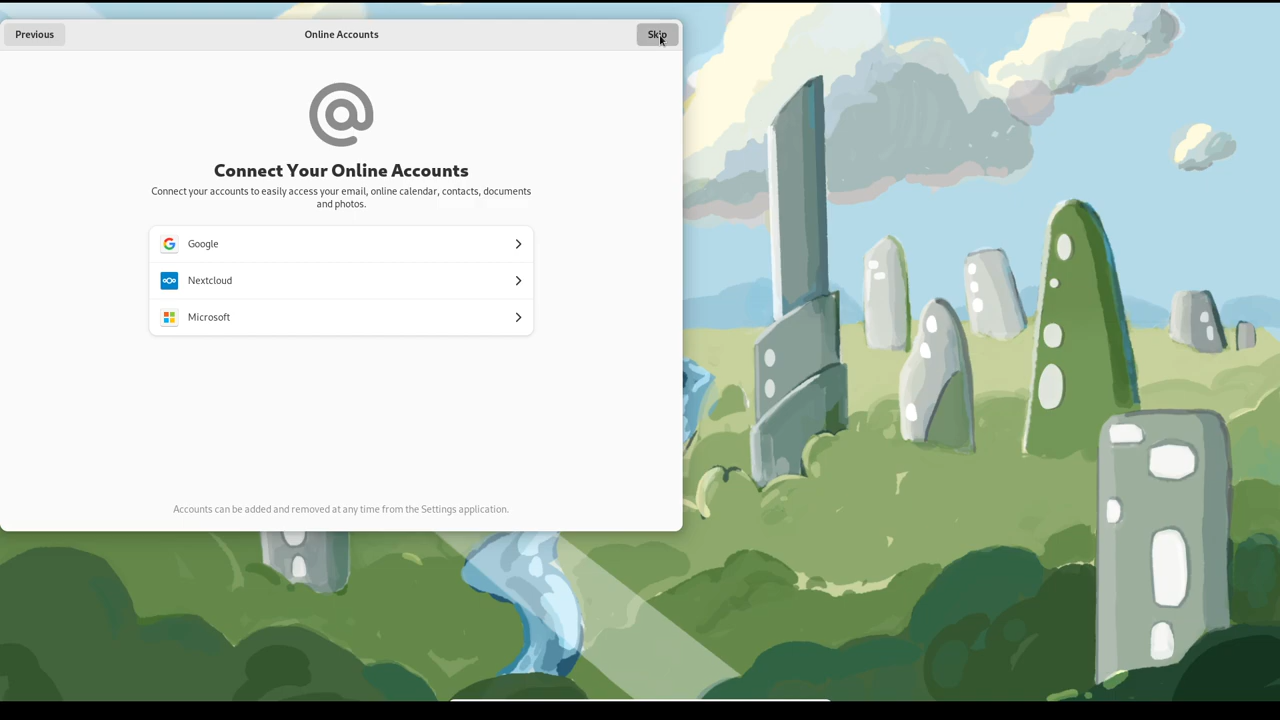 Previous
Online Accounts
Skip
Connect Your Online Accounts
Connect your accounts to easily access your email, online calendar, contacts, documents
and photos.
Google
Nextcloud
Microsoft
Accounts can be added and removed at any time from the Settings application.